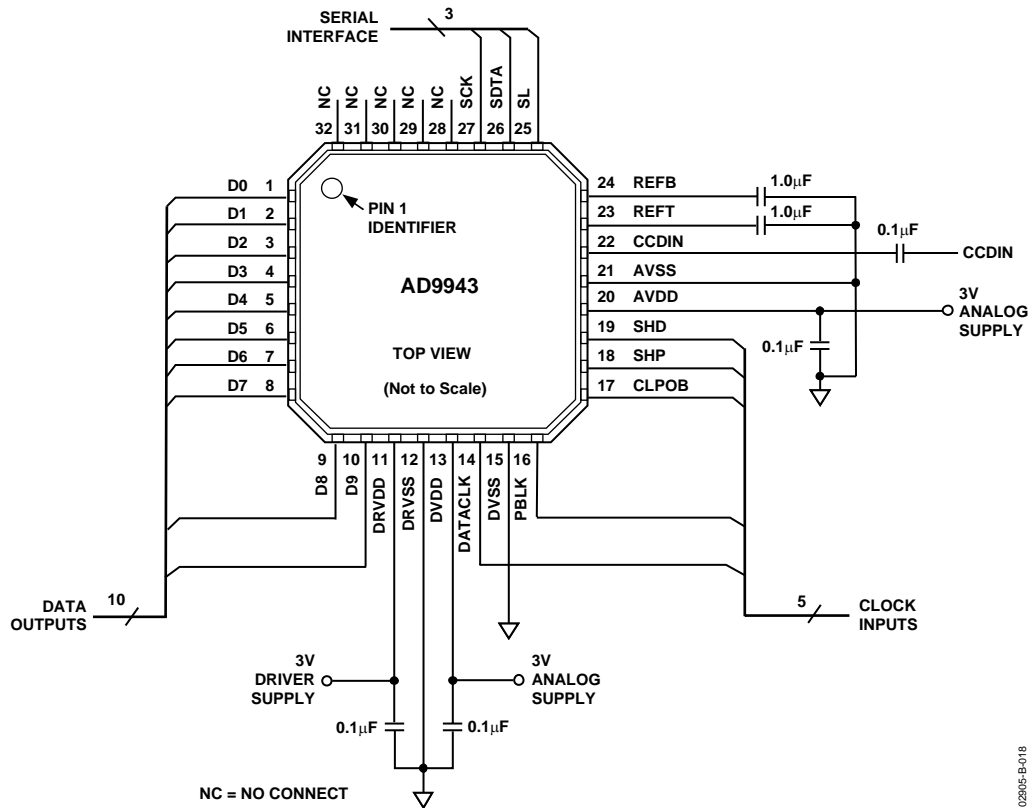 SERIAL
INTERFACE
3
NC
NC
NC
NC
NC
SCK
SDTA
SL
32
31
30
29
28
27
26
25
D0 1
D1 2
D2 3
D3 4
D4 5
D5 6
D6 7
D7 8
PIN 1
IDENTIFIER
AD9943
TOP VIEW
(Not to Scale)
24 REFB
23 REFT
22 CCDIN
21 AVSS
20 AVDD
19 SHD
18 SHP
17 CLPOB
1.0μF
1.0μF
0.1μF
CCDIN
3V
ANALOG
SUPPLY
0.1μF
9
10
11
12
13
14
15
16
D8
D9
DRVDD
DRVSS
DVDD
DATACLK
DVSS
PBLK
DATA
OUTPUTS
10
5
CLOCK
INPUTS
3V
DRIVER
SUPPLY
3V
ANALOG
SUPPLY
0.1μF
0.1μF
NC = NO CONNECT
02905-B-018